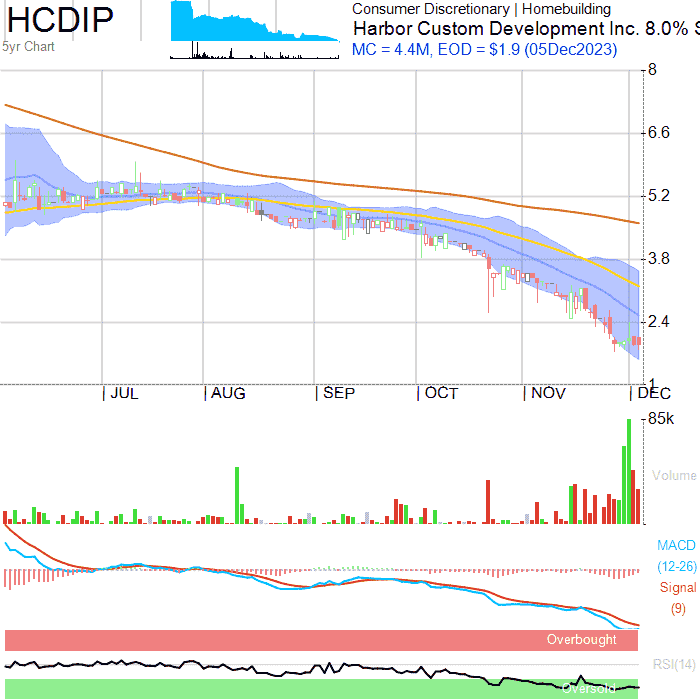 HCDIP
5yr Chart
Consumer Discretionary | Homebuilding
Harbor Custom Development Inc. 8.0% S
MC = 4.4M, EOD = $1.9 (05Dec2023)
8
6.6
5.2
3.8
2.4
1
JUL AUG SEP OCT NOV DEC
85k
Volume
MACD
(12-26)
Signal
(9)
Overbought
RSI(14)
Oversold